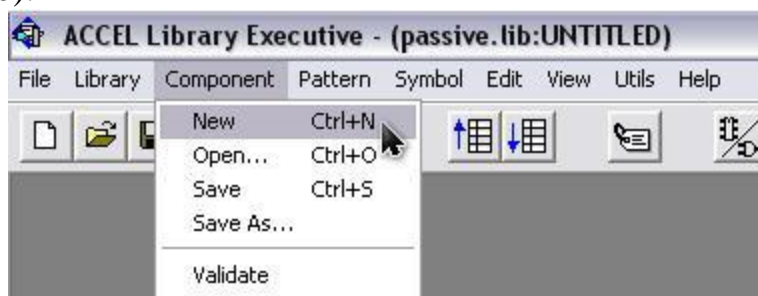 ACCEL Library Executive - (passive.lib:UNTITLED)
File Library Component Pattern Symbol Edit View Utils Help
New Ctrl+N
Open... Ctrl+O
Save Ctrl+S
Save As...
Validate